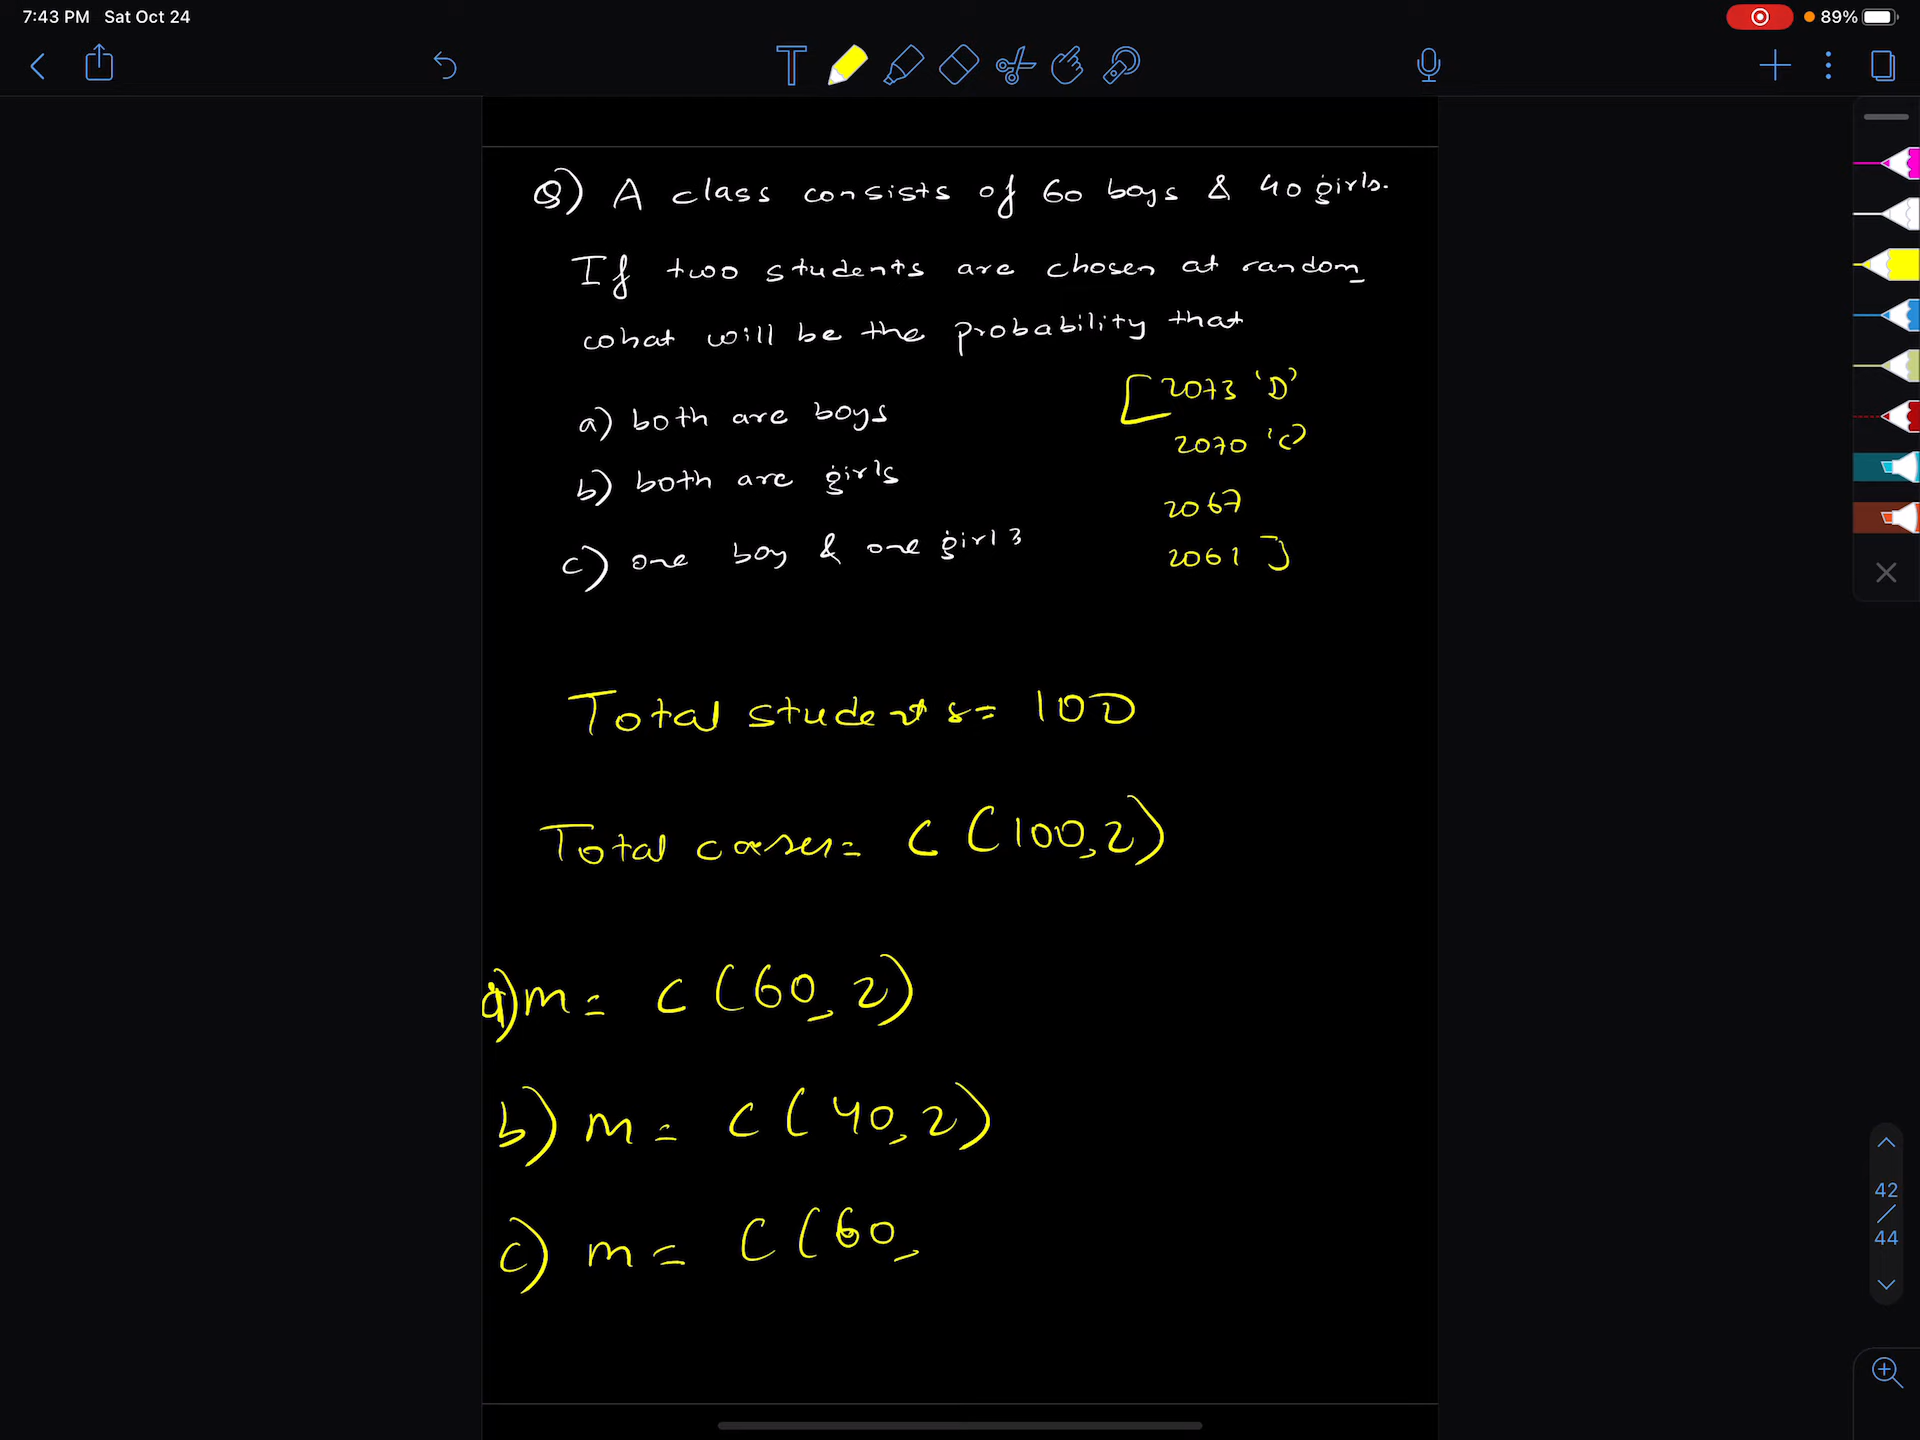 7:43 PM Sat Oct 24
89%
Q) A class consists of 60 boys & 40 girls.
If two students are chosen at random
what will be the probability that
a) both are boys
b) both are girls
c) one boy & one girl ?
[2073 'D'
2070 'C'
2067
2061 ]
Total students = 100
Total cases = C (100, 2)
a) m = C (60, 2)
b) m = C (40, 2)
c) m = C (60,
42
/
44